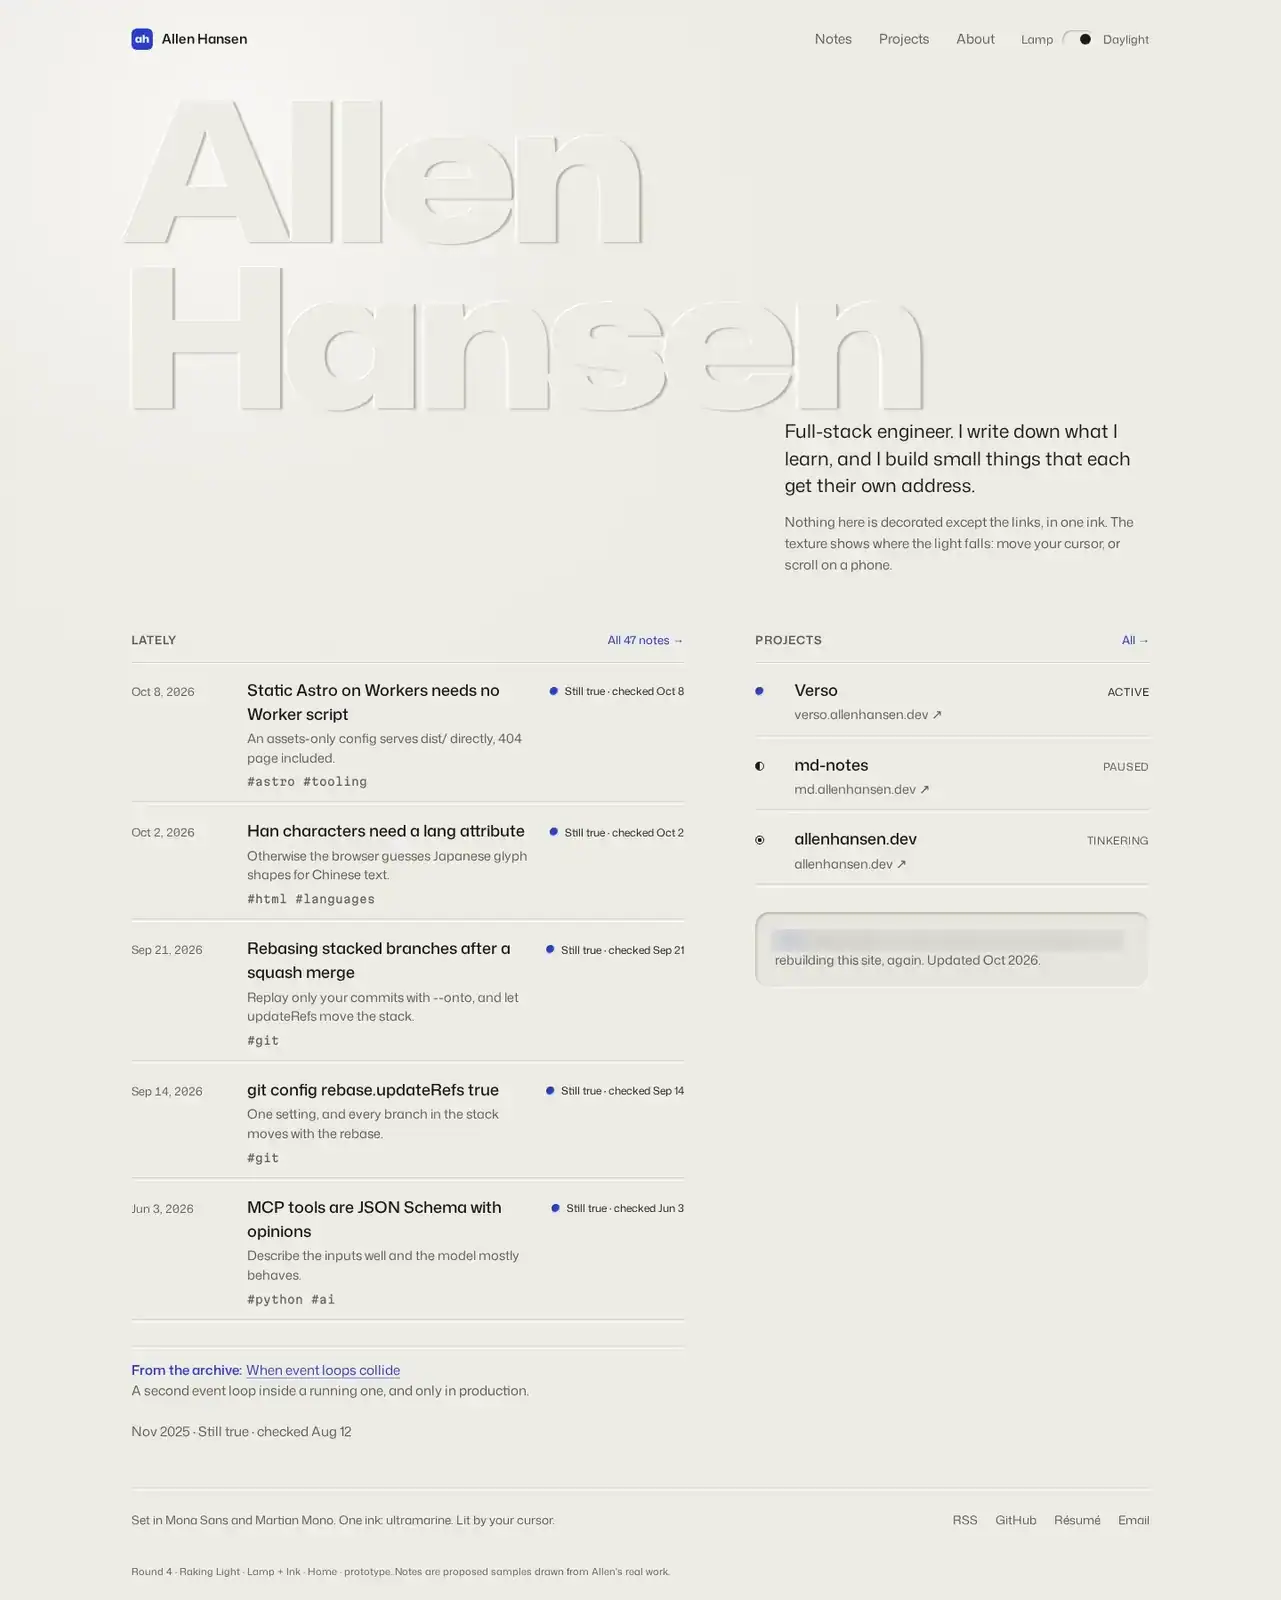 ah Allen Hansen
Notes Projects About Lamp Daylight
Allen
Hansen
Full-stack engineer. I write down what I
learn, and I build small things that each
get their own address.
Nothing here is decorated except the links, in one ink. The
texture shows where the light falls: move your cursor, or
scroll on a phone.
LATELY All 47 notes →
Oct 8, 2026
Static Astro on Workers needs no
Worker script
Still true · checked Oct 8
An assets-only config serves dist/ directly, 404
page included.
#astro #tooling
Oct 2, 2026
Han characters need a lang attribute
Still true · checked Oct 2
Otherwise the browser guesses Japanese glyph
shapes for Chinese text.
#html #languages
Sep 21, 2026
Rebasing stacked branches after a
squash merge
Still true · checked Sep 21
Replay only your commits with --onto, and let
updateRefs move the stack.
#git
Sep 14, 2026
git config rebase.updateRefs true
Still true · checked Sep 14
One setting, and every branch in the stack
moves with the rebase.
#git
Jun 3, 2026
MCP tools are JSON Schema with
opinions
Still true · checked Jun 3
Describe the inputs well and the model mostly
behaves.
#python #ai
From the archive: When event loops collide
A second event loop inside a running one, and only in production.
Nov 2025 · Still true · checked Aug 12
PROJECTS All →
Verso ACTIVE
verso.allenhansen.dev ↗
md-notes PAUSED
md.allenhansen.dev ↗
allenhansen.dev TINKERING
allenhansen.dev ↗
rebuilding this site, again. Updated Oct 2026.
Set in Mona Sans and Martian Mono. One ink: ultramarine. Lit by your cursor.
RSS GitHub Résumé Email
Round 4 · Raking Light · Lamp + Ink · Home · prototype. Notes are proposed samples drawn from Allen's real work.